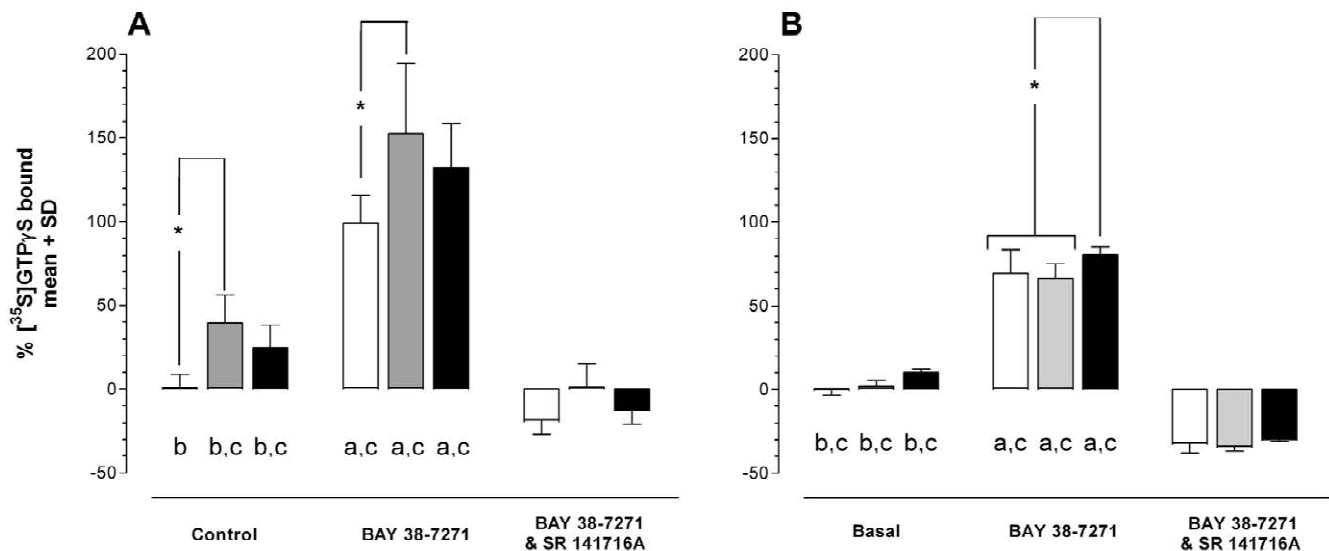 A
B
% [³⁵S]GTPγS bound
mean + SD
200
150
100
50
0
-50
*
*
b
b,c
b,c
a,c
a,c
a,c
Control
BAY 38-7271
BAY 38-7271
& SR 141716A
200
150
100
50
0
-50
*
b,c
b,c
b,c
a,c
a,c
a,c
Basal
BAY 38-7271
BAY 38-7271
& SR 141716A